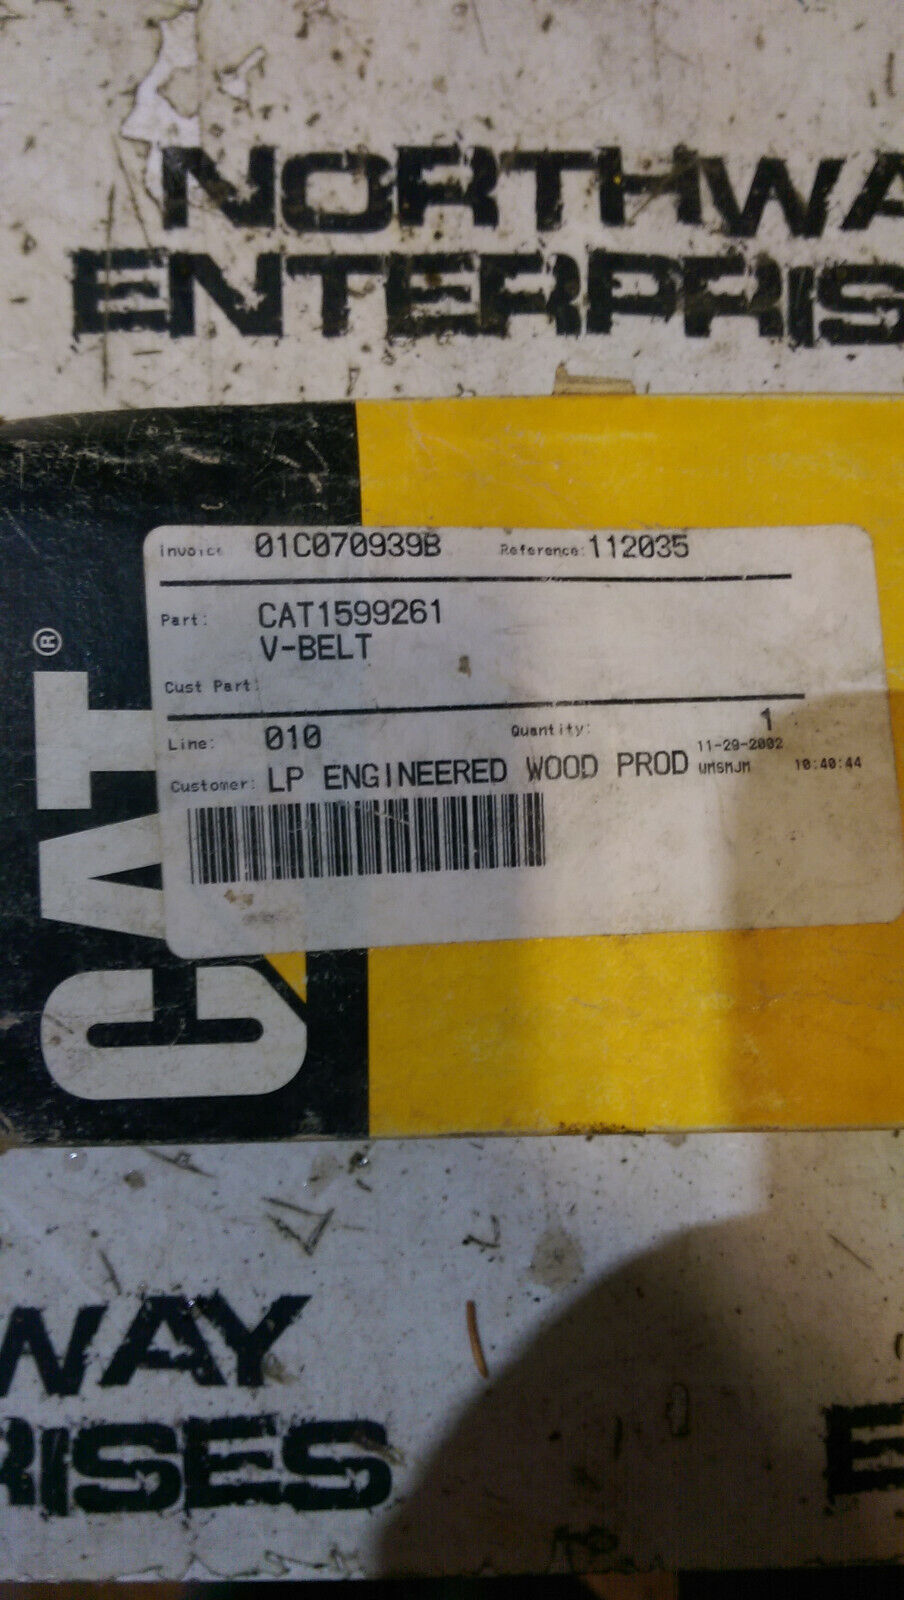 NORTHWA
ENTERPRIS
CAT®
Invoice 01C070939B Reference: 112035
Part: CAT1599261
V-BELT
Cust Part:
Line: 010 Quantity: 1
11-29-2002
Customer: LP ENGINEERED WOOD PROD UMSMJM 10:40:44
WAY
RISES
E